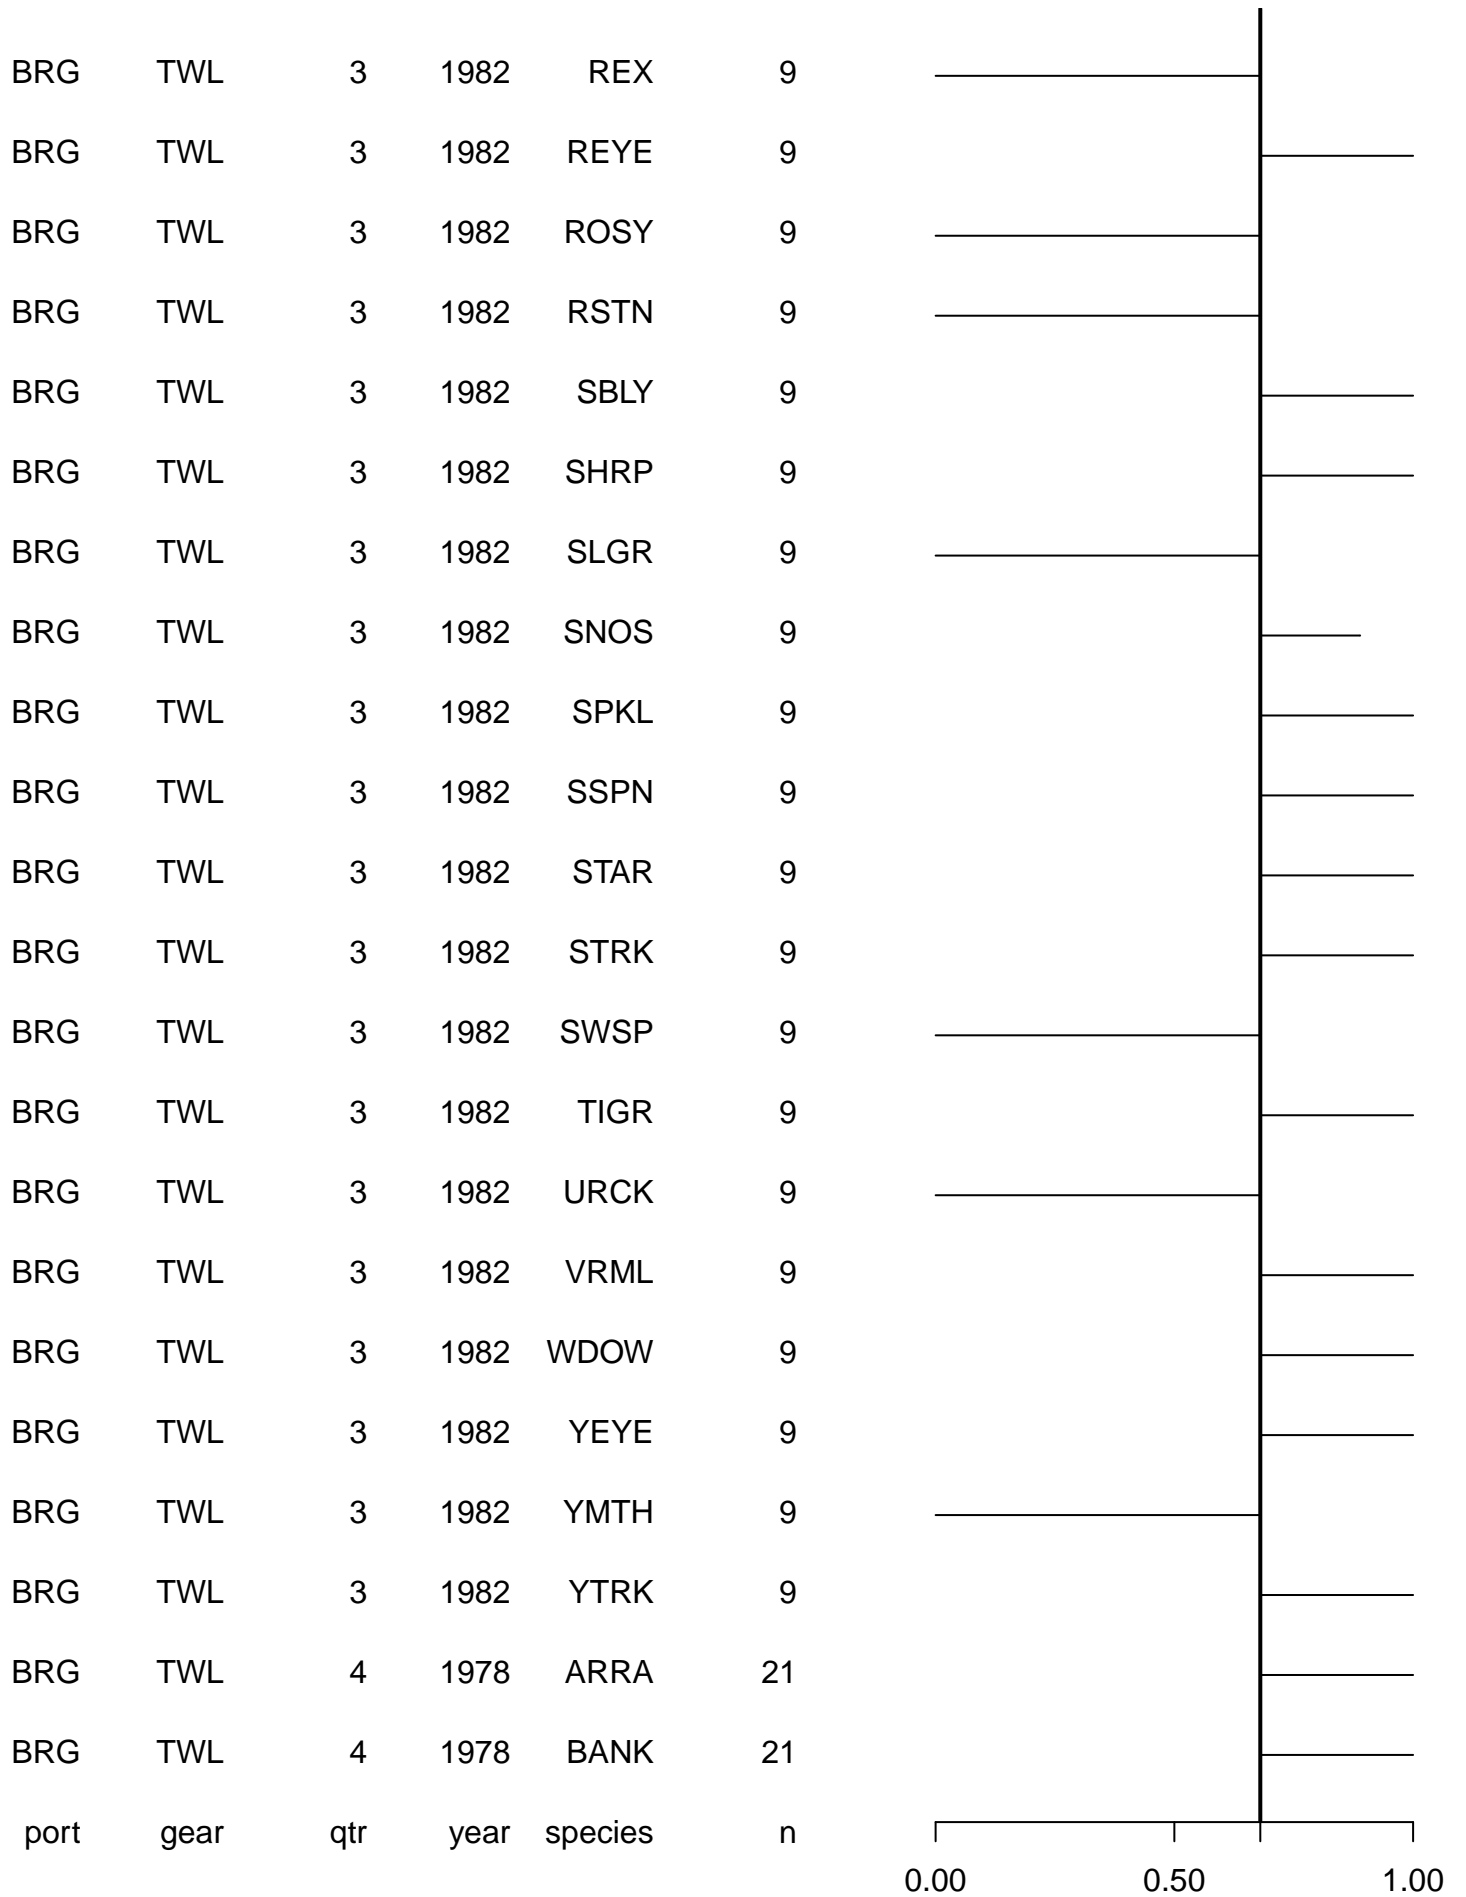 BRG TWL 3 1982 REX 9
BRG TWL 3 1982 REYE 9
BRG TWL 3 1982 ROSY 9
BRG TWL 3 1982 RSTN 9
BRG TWL 3 1982 SBLY 9
BRG TWL 3 1982 SHRP 9
BRG TWL 3 1982 SLGR 9
BRG TWL 3 1982 SNOS 9
BRG TWL 3 1982 SPKL 9
BRG TWL 3 1982 SSPN 9
BRG TWL 3 1982 STAR 9
BRG TWL 3 1982 STRK 9
BRG TWL 3 1982 SWSP 9
BRG TWL 3 1982 TIGR 9
BRG TWL 3 1982 URCK 9
BRG TWL 3 1982 VRML 9
BRG TWL 3 1982 WDOW 9
BRG TWL 3 1982 YEYE 9
BRG TWL 3 1982 YMTH 9
BRG TWL 3 1982 YTRK 9
BRG TWL 4 1978 ARRA 21
BRG TWL 4 1978 BANK 21
port gear qtr year species n
0.00 0.50 1.00